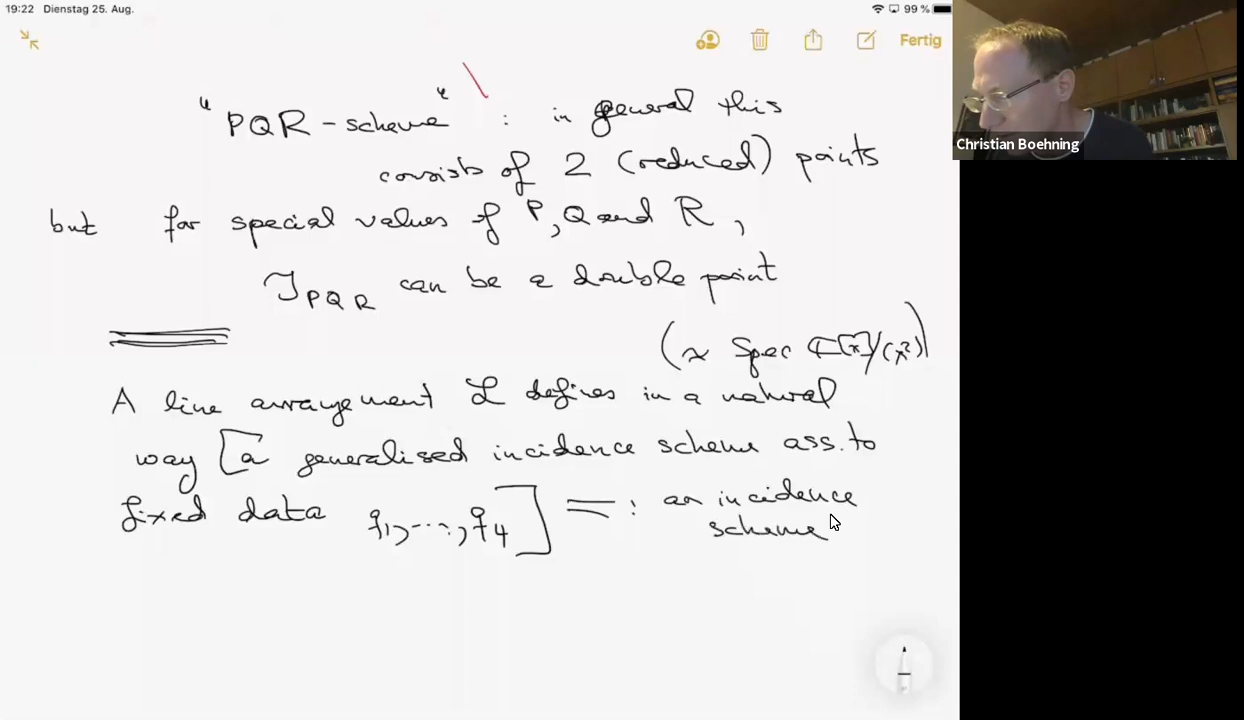 19:22 Dienstag 25. Aug.
99 %
Fertig
"PQR-scheme" : in general this
consists of 2 (reduced) points
but for special values of P, Q and R,
ℐ_PQR can be a double point
(≃ Spec ℂ[x]/(x²))
A line arrangement ℒ defines in a natural
way [a generalised incidence scheme ass. to
fixed data q₁, ..., q₄] =: an incidence
scheme
Christian Boehning